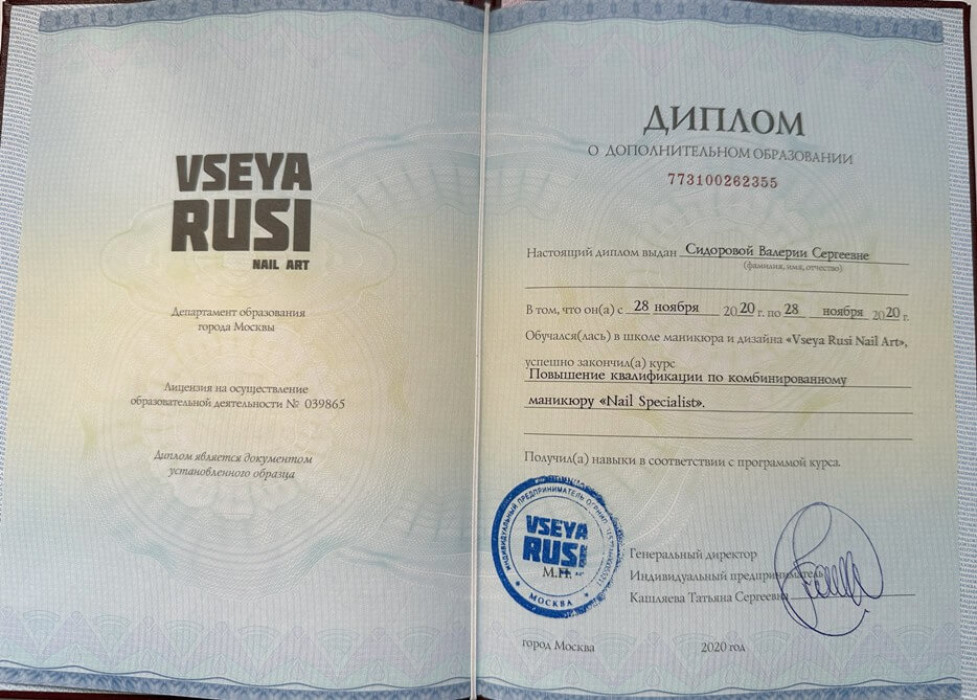 VSEYA
RUSI
NAIL ART
Департамент образования
города Москвы
Лицензия на осуществление
образовательной деятельности № 039865
Диплом является документом
установленного образца
ДИПЛОМ
О ДОПОЛНИТЕЛЬНОМ ОБРАЗОВАНИИ
773100262355
Настоящий диплом выдан Сидоровой Валерии Сергеевне
(фамилия, имя, отчество)
В том, что он(а) с 28 ноября 2020 г. по 28 ноября 2020 г.
Обучался(лась) в школе маникюра и дизайна «Vseya Rusi Nail Art»,
успешно закончил(а) курс
Повышение квалификации по комбинированному
маникюру «Nail Specialist».
Получил(а) навыки в соответствии с программой курса.
ИНДИВИДУАЛЬНЫЙ ПРЕДПРИНИМАТЕЛЬ ОГРНИП
VSEYA
RUSI
М.П.
МОСКВА
Генеральный директор
Индивидуальный предприниматель
Кашляева Татьяна Сергеевна
город Москва 2020 год